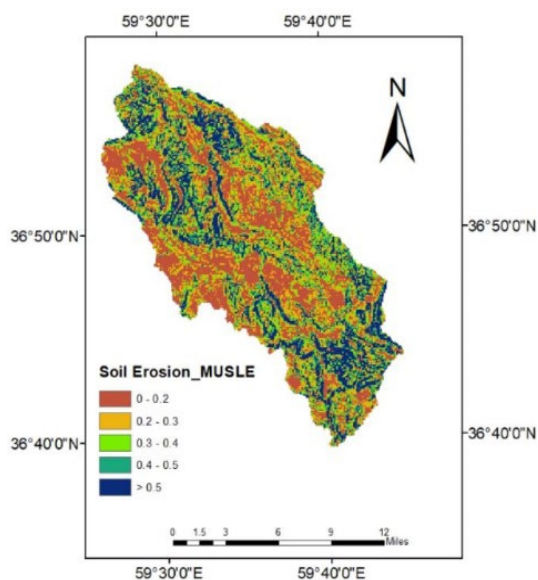 59°30'0"E 59°40'0"E
N
36°50'0"N 36°50'0"N
Soil Erosion_MUSLE
0 - 0.2
0.2 - 0.3
0.3 - 0.4
0.4 - 0.5
> 0.5
36°40'0"N 36°40'0"N
0 1.5 3 6 9 12
Miles
59°30'0"E 59°40'0"E